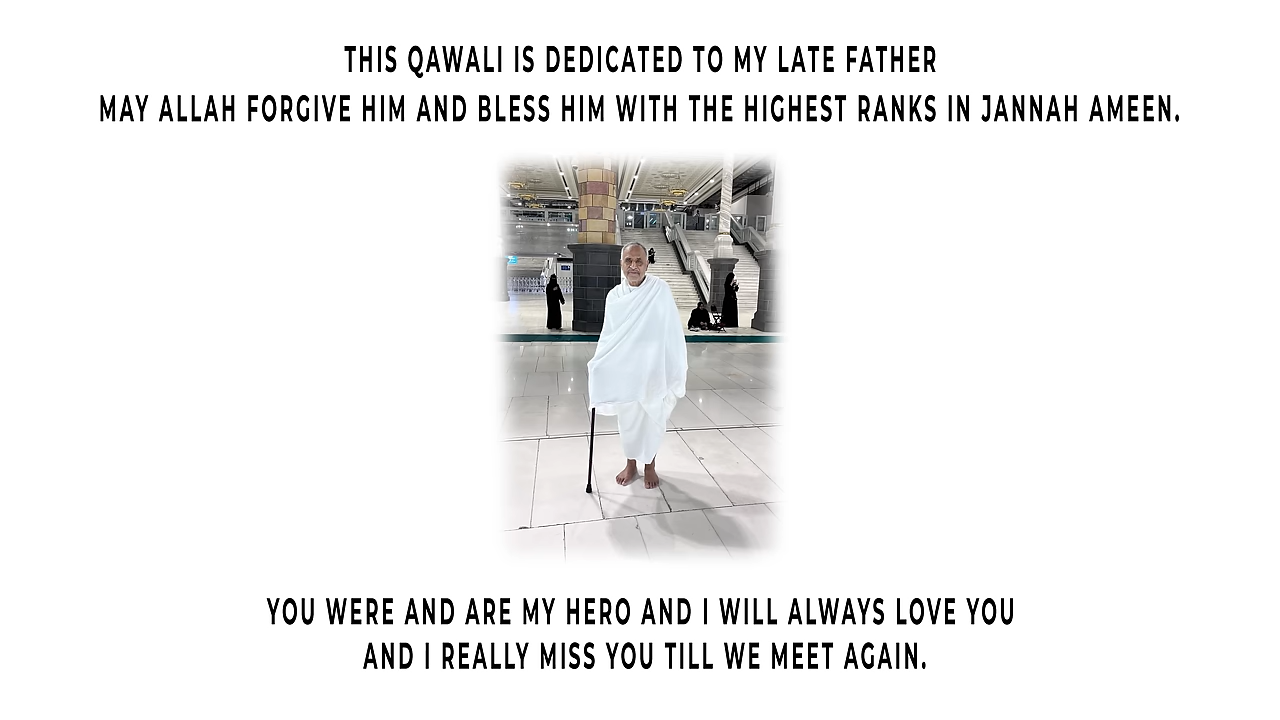 THIS QAWALI IS DEDICATED TO MY LATE FATHER
MAY ALLAH FORGIVE HIM AND BLESS HIM WITH THE HIGHEST RANKS IN JANNAH AMEEN.
YOU WERE AND ARE MY HERO AND I WILL ALWAYS LOVE YOU
AND I REALLY MISS YOU TILL WE MEET AGAIN.